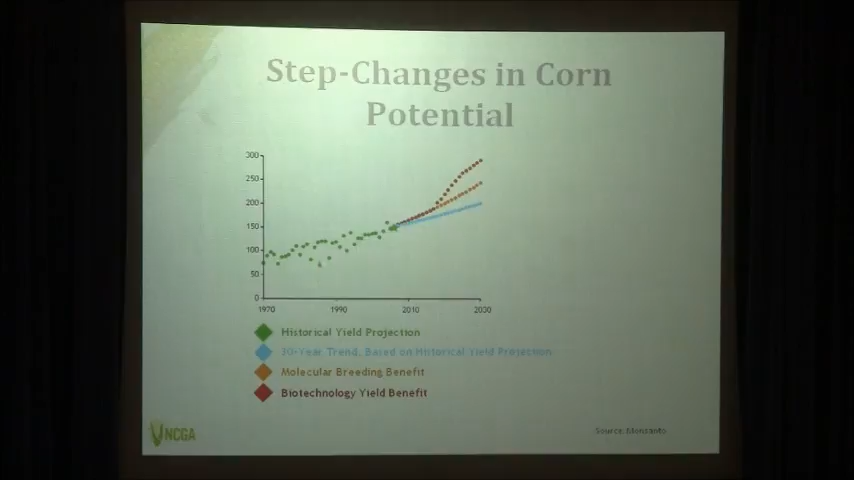 Step-Changes in Corn
Potential
300
250
200
150
100
50
0
1970
1990
2010
2030
Historical Yield Projection
30-Year Trend, Based on Historical Yield Projection
Molecular Breeding Benefit
Biotechnology Yield Benefit
NCGA
Source: Monsanto